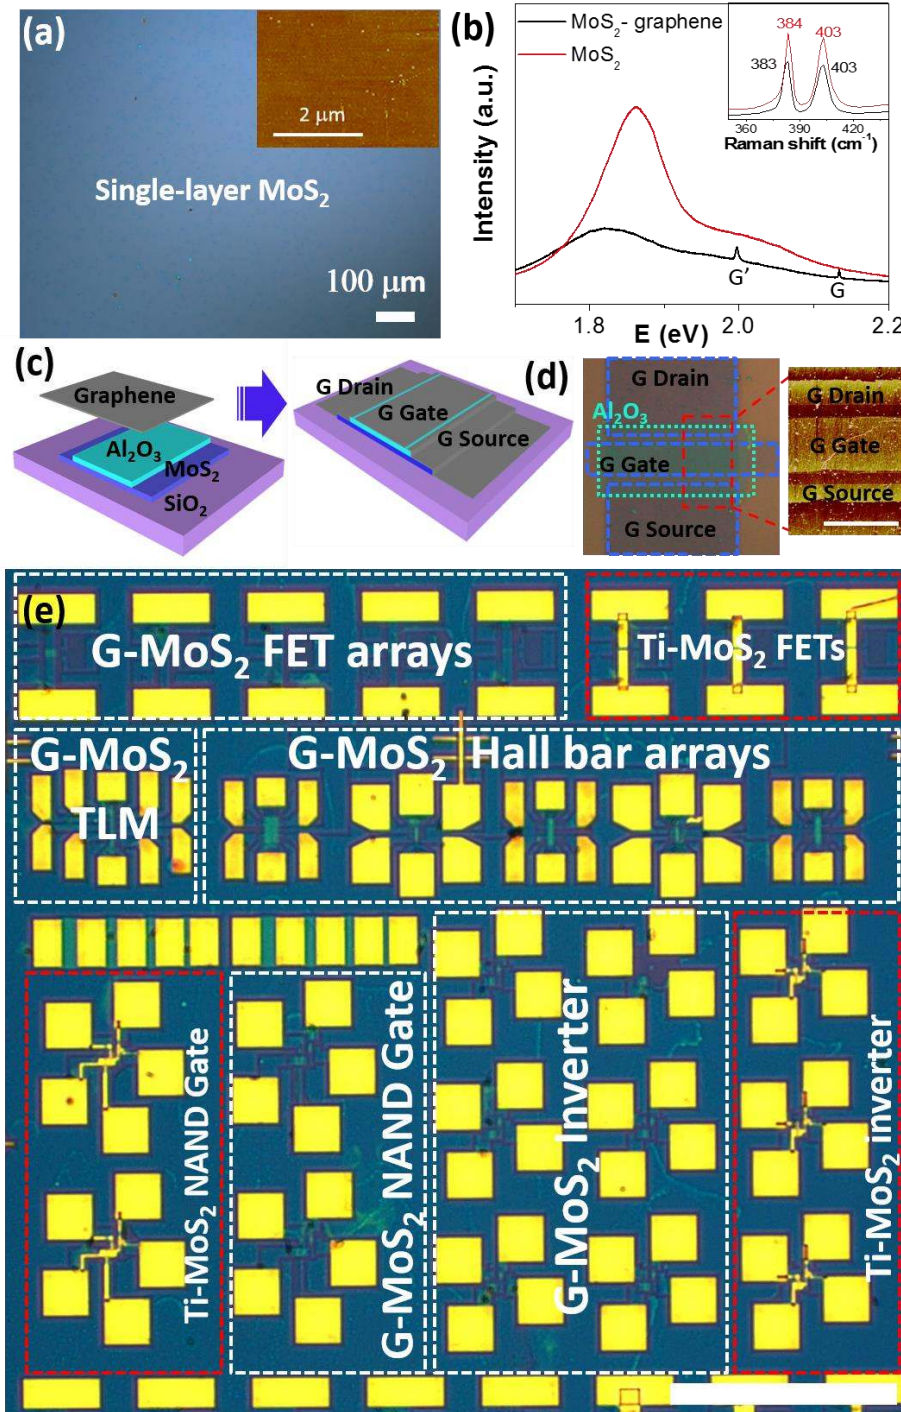 (a)
2 μm
Single-layer MoS₂
100 μm
(b)
MoS₂- graphene
MoS₂
384
403
383
403
360
390
420
Raman shift (cm⁻¹)
Intensity (a.u.)
G’
G
1.8
2.0
2.2
E (eV)
(c)
Graphene
Al₂O₃
MoS₂
SiO₂
G Drain
G Gate
G Source
(d)
G Drain
Al₂O₃
G Gate
G Source
G Drain
G Gate
G Source
(e)
G-MoS₂ FET arrays
Ti-MoS₂ FETs
G-MoS₂
TLM
G-MoS₂ Hall bar arrays
Ti-MoS₂ NAND Gate
G-MoS₂ NAND Gate
G-MoS₂ Inverter
Ti-MoS₂ inverter